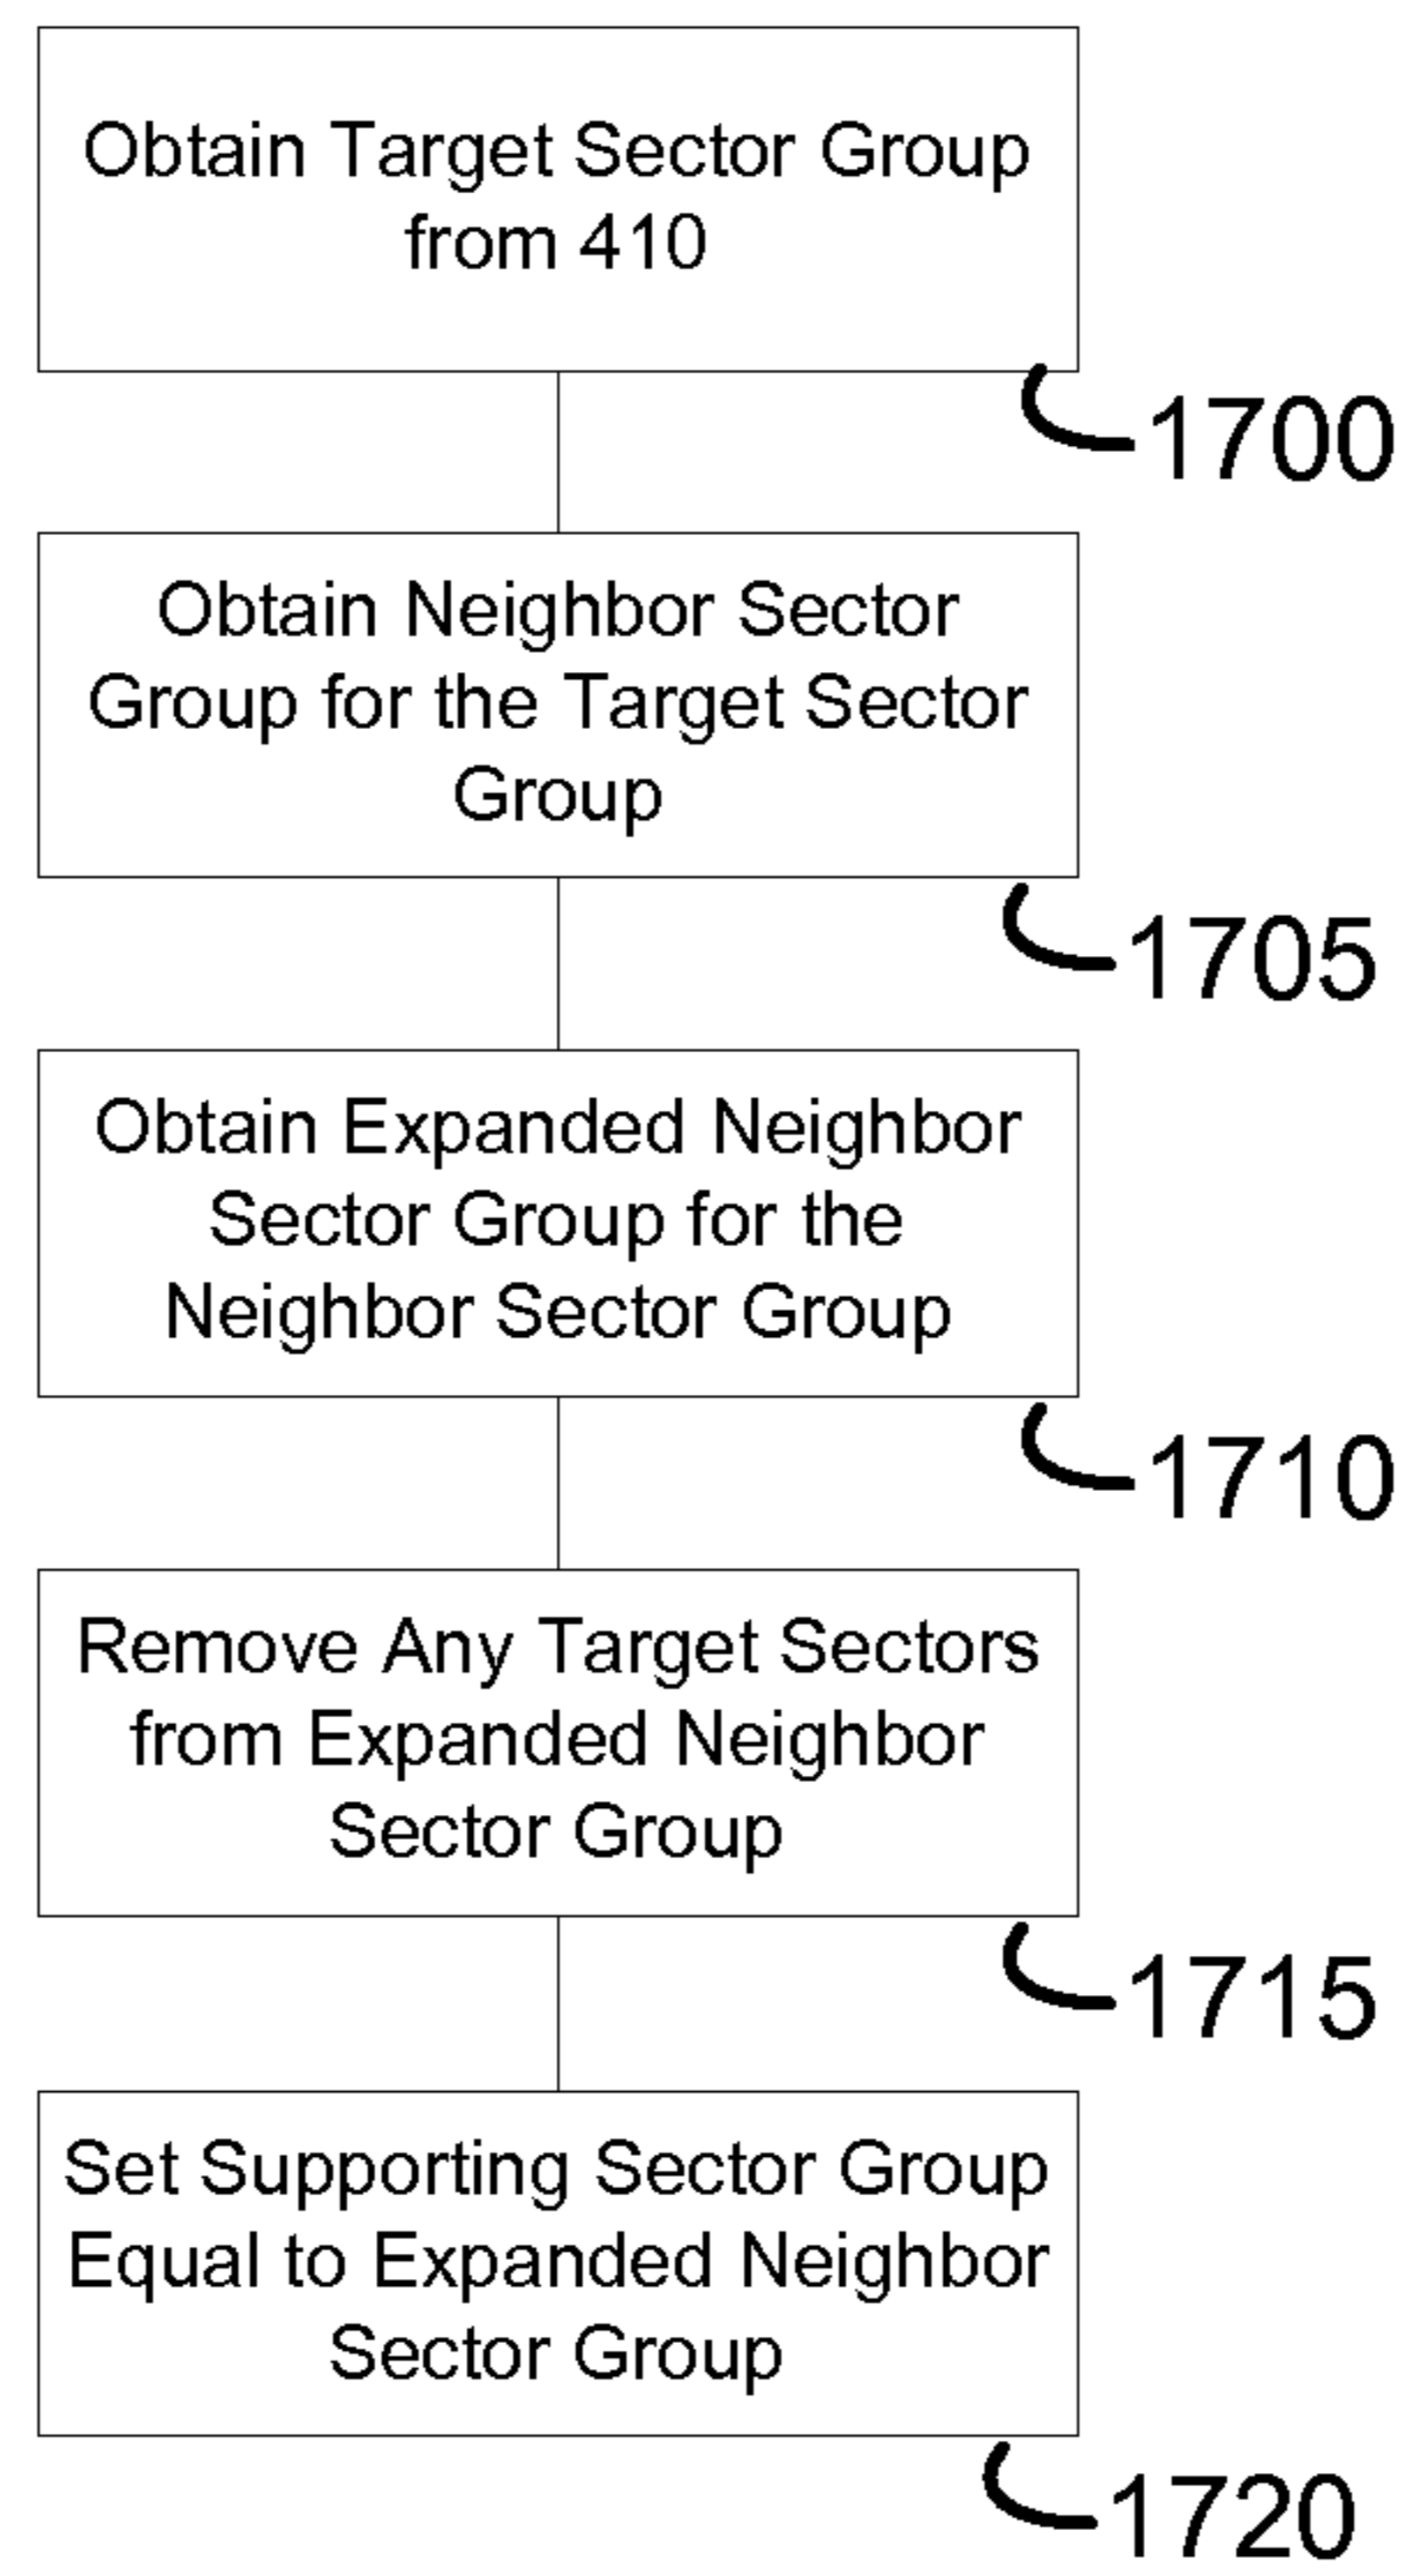 Obtain Target Sector Group
from 410
1700
Obtain Neighbor Sector
Group for the Target Sector
Group
1705
Obtain Expanded Neighbor
Sector Group for the
Neighbor Sector Group
1710
Remove Any Target Sectors
from Expanded Neighbor
Sector Group
1715
Set Supporting Sector Group
Equal to Expanded Neighbor
Sector Group
1720